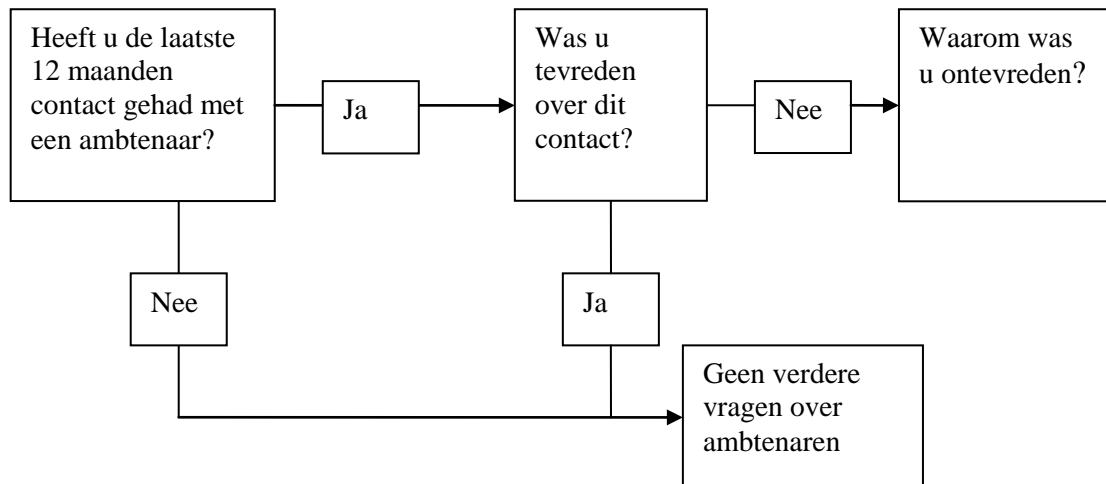 Heeft u de laatste
12 maanden
contact gehad met
een ambtenaar?
Ja
Was u
tevreden
over dit
contact?
Nee
Waarom was
u ontevreden?
Nee
Ja
Geen verdere
vragen over
ambtenaren